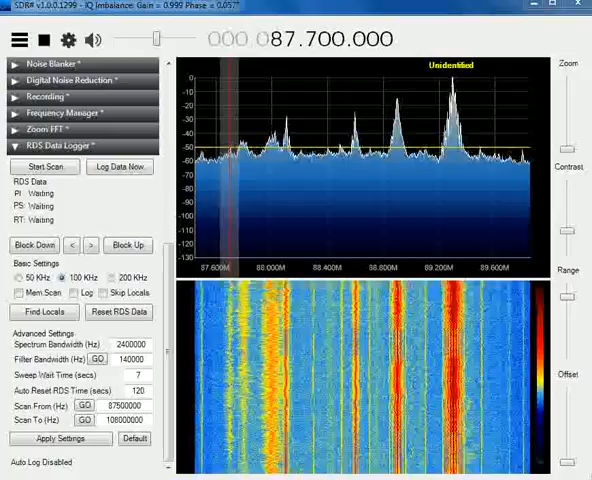 SDR# v1.0.0.1299 - IQ Imbalance: Gain = 0.999 Phase = 0.057°
000.087.700.000
Noise Blanker *
Digital Noise Reduction *
Recording *
Frequency Manager *
Zoom FFT *
RDS Data Logger *
Start Scan
Log Data Now
RDS Data
PI: Waiting
PS: Waiting
RT: Waiting
Block Down
<
>
Block Up
Basic Settings
50 KHz
100 KHz
200 KHz
Mem.Scan
Log
Skip Locals
Find Locals
Reset RDS Data
Advanced Settings
Spectrum Bandwidth (Hz)
2400000
Filter Bandwidth (Hz)
GO
140000
Sweep Wait Time (secs)
7
Auto Reset RDS Time (secs)
120
Scan From (Hz)
GO
87500000
Scan To (Hz)
GO
108000000
Apply Settings
Default
Auto Log Disabled
Unidentified
0
-10
-20
-30
-40
-50
-60
-70
-80
-90
-100
-110
-120
-130
87.600M
88.000M
88.400M
88.800M
89.200M
89.600M
Zoom
Contrast
Range
Offset